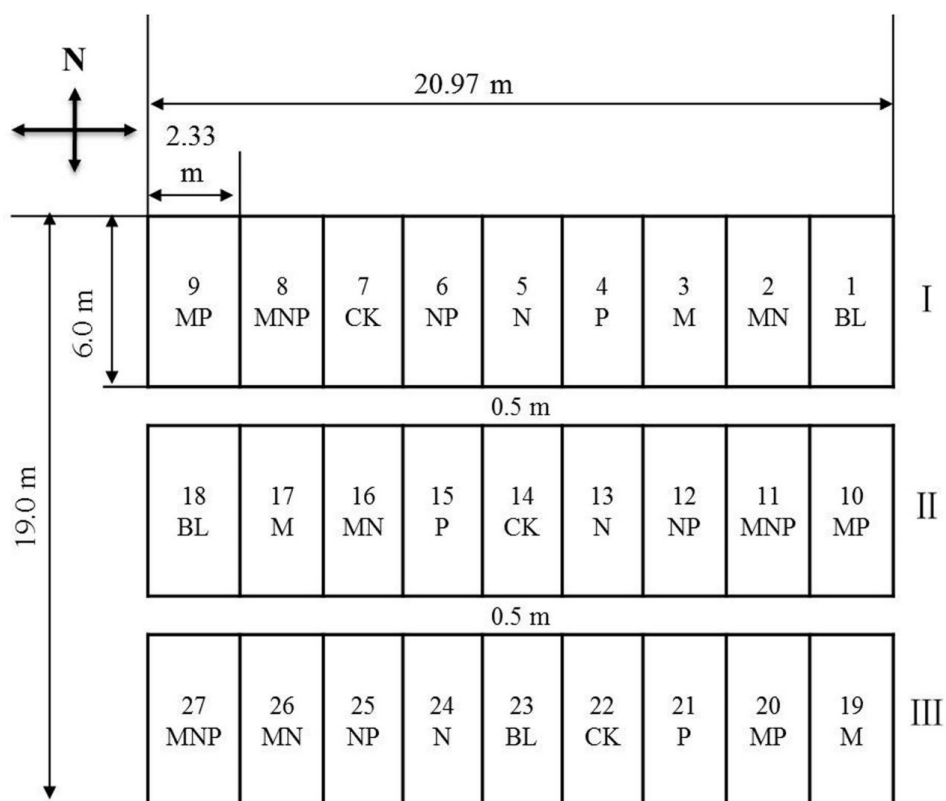 N
20.97 m
2.33
m
6.0 m
19.0 m
9 8 7 6 5 4 3 2 1
MP MNP CK NP N P M MN BL
I
0.5 m
18 17 16 15 14 13 12 11 10
BL M MN P CK N NP MNP MP
II
0.5 m
27 26 25 24 23 22 21 20 19
MNP MN NP N BL CK P MP M
III